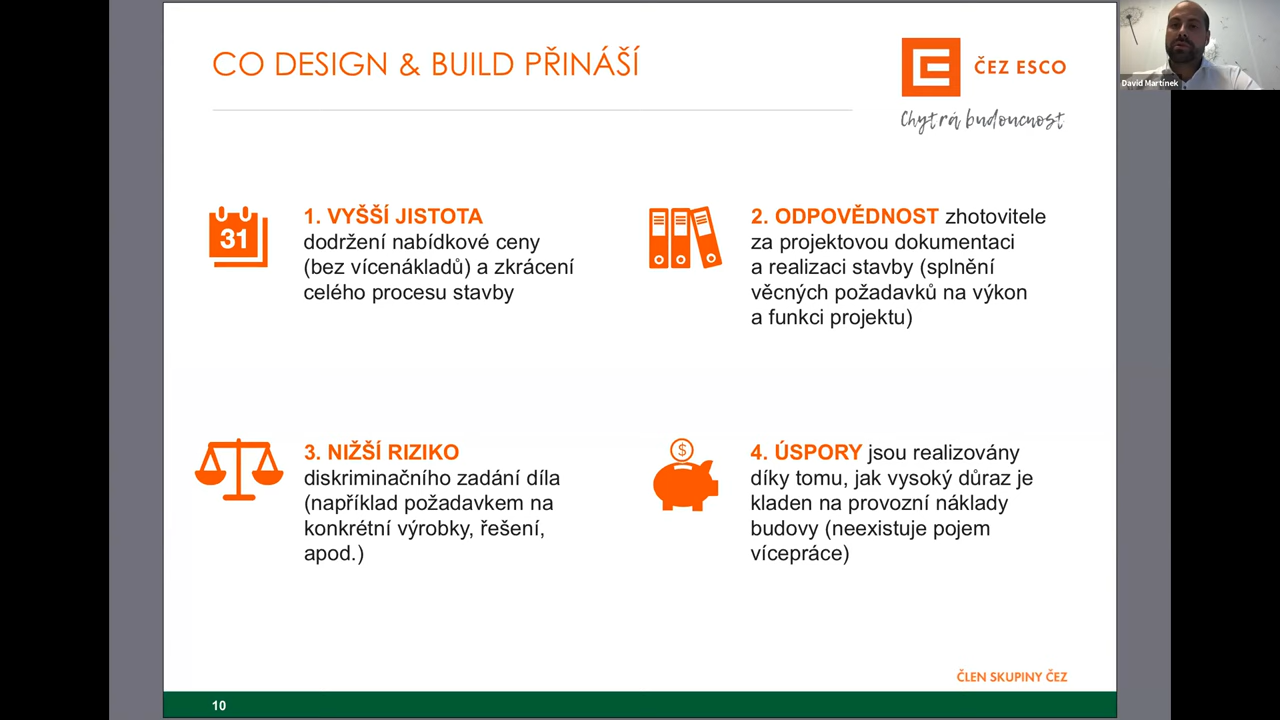 CO DESIGN & BUILD PŘINÁŠÍ
ČEZ ESCO
Chytrá budoucnost
David Martínek
31
1. VYŠŠÍ JISTOTA
dodržení nabídkové ceny
(bez vícenákladů) a zkrácení
celého procesu stavby
2. ODPOVĚDNOST zhotovitele
za projektovou dokumentaci
a realizaci stavby (splnění
věcných požadavků na výkon
a funkci projektu)
3. NIŽŠÍ RIZIKO
diskriminačního zadání díla
(například požadavkem na
konkrétní výrobky, řešení,
apod.)
$
4. ÚSPORY jsou realizovány
díky tomu, jak vysoký důraz je
kladen na provozní náklady
budovy (neexistuje pojem
vícepráce)
ČLEN SKUPINY ČEZ
10